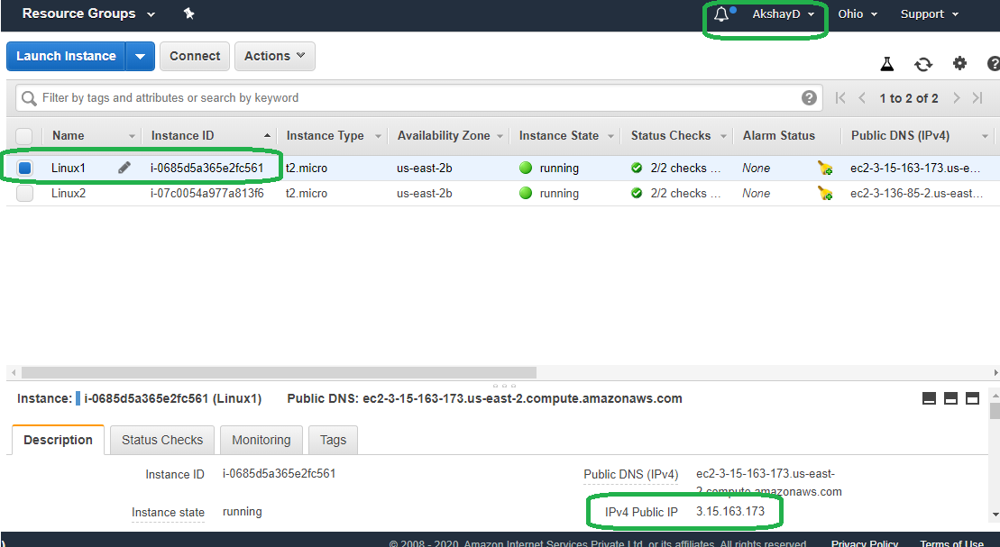 Resource Groups AkshayD Ohio Support
Launch Instance Connect Actions
Filter by tags and attributes or search by keyword 1 to 2 of 2
Name Instance ID Instance Type Availability Zone Instance State Status Checks Alarm Status Public DNS (IPv4)
Linux1 i-0685d5a365e2fc561 t2.micro us-east-2b running 2/2 checks ... None ec2-3-15-163-173.us-e...
Linux2 i-07c0054a977a813f6 t2.micro us-east-2b running 2/2 checks ... None ec2-3-136-85-2.us-east...
Instance: i-0685d5a365e2fc561 (Linux1) Public DNS: ec2-3-15-163-173.us-east-2.compute.amazonaws.com
Description Status Checks Monitoring Tags
Instance ID i-0685d5a365e2fc561 Public DNS (IPv4) ec2-3-15-163-173.us-east-
2.compute.amazonaws.com
Instance state running IPv4 Public IP 3.15.163.173
© 2008 - 2020, Amazon Internet Services Private Ltd. or its affiliates. All rights reserved. Privacy Policy Terms of Use